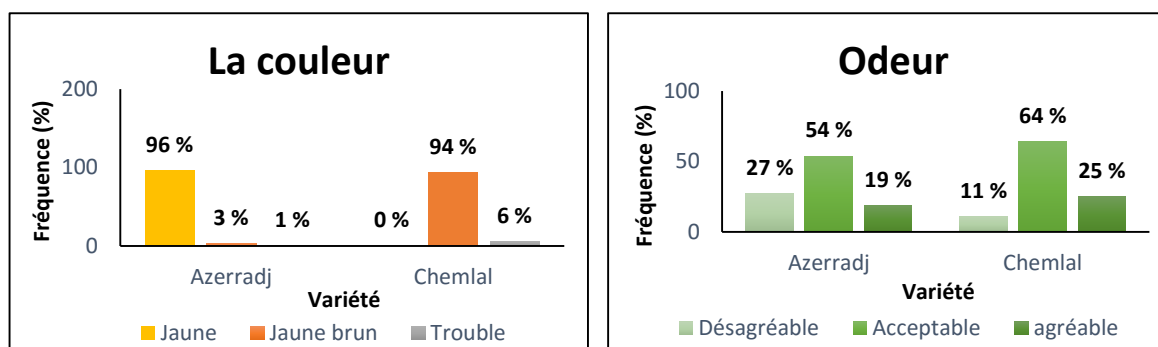 La couleur
200
100
0
Fréquence (%)
96 %
3 %
1 %
0 %
94 %
6 %
Azerradj
Chemlal
Variété
Jaune
Jaune brun
Trouble
Odeur
100
50
0
Fréquence (%)
27 %
54 %
19 %
11 %
64 %
25 %
Azerradj
Chemlal
Variété
Désagréable
Acceptable
agréable